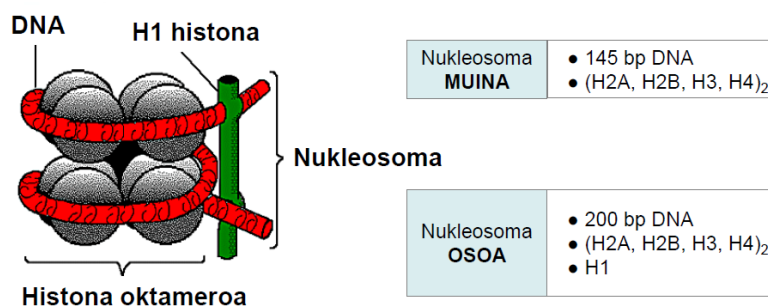 DNA
H1 histona
Nukleosoma
Histona oktameroa
Nukleosoma
MUINA
● 145 bp DNA
● (H2A, H2B, H3, H4)₂
Nukleosoma
OSOA
● 200 bp DNA
● (H2A, H2B, H3, H4)₂
● H1